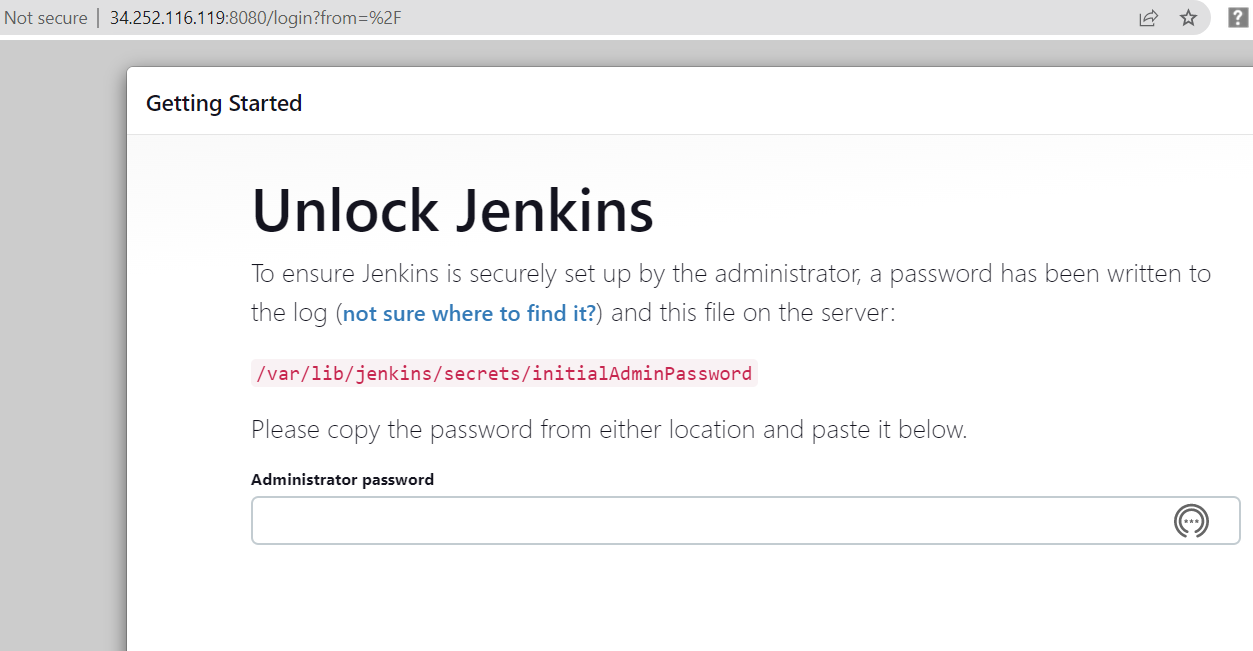 Not secure | 34.252.116.119:8080/login?from=%2F
Getting Started
Unlock Jenkins
To ensure Jenkins is securely set up by the administrator, a password has been written to
the log (not sure where to find it?) and this file on the server:
/var/lib/jenkins/secrets/initialAdminPassword
Please copy the password from either location and paste it below.
Administrator password